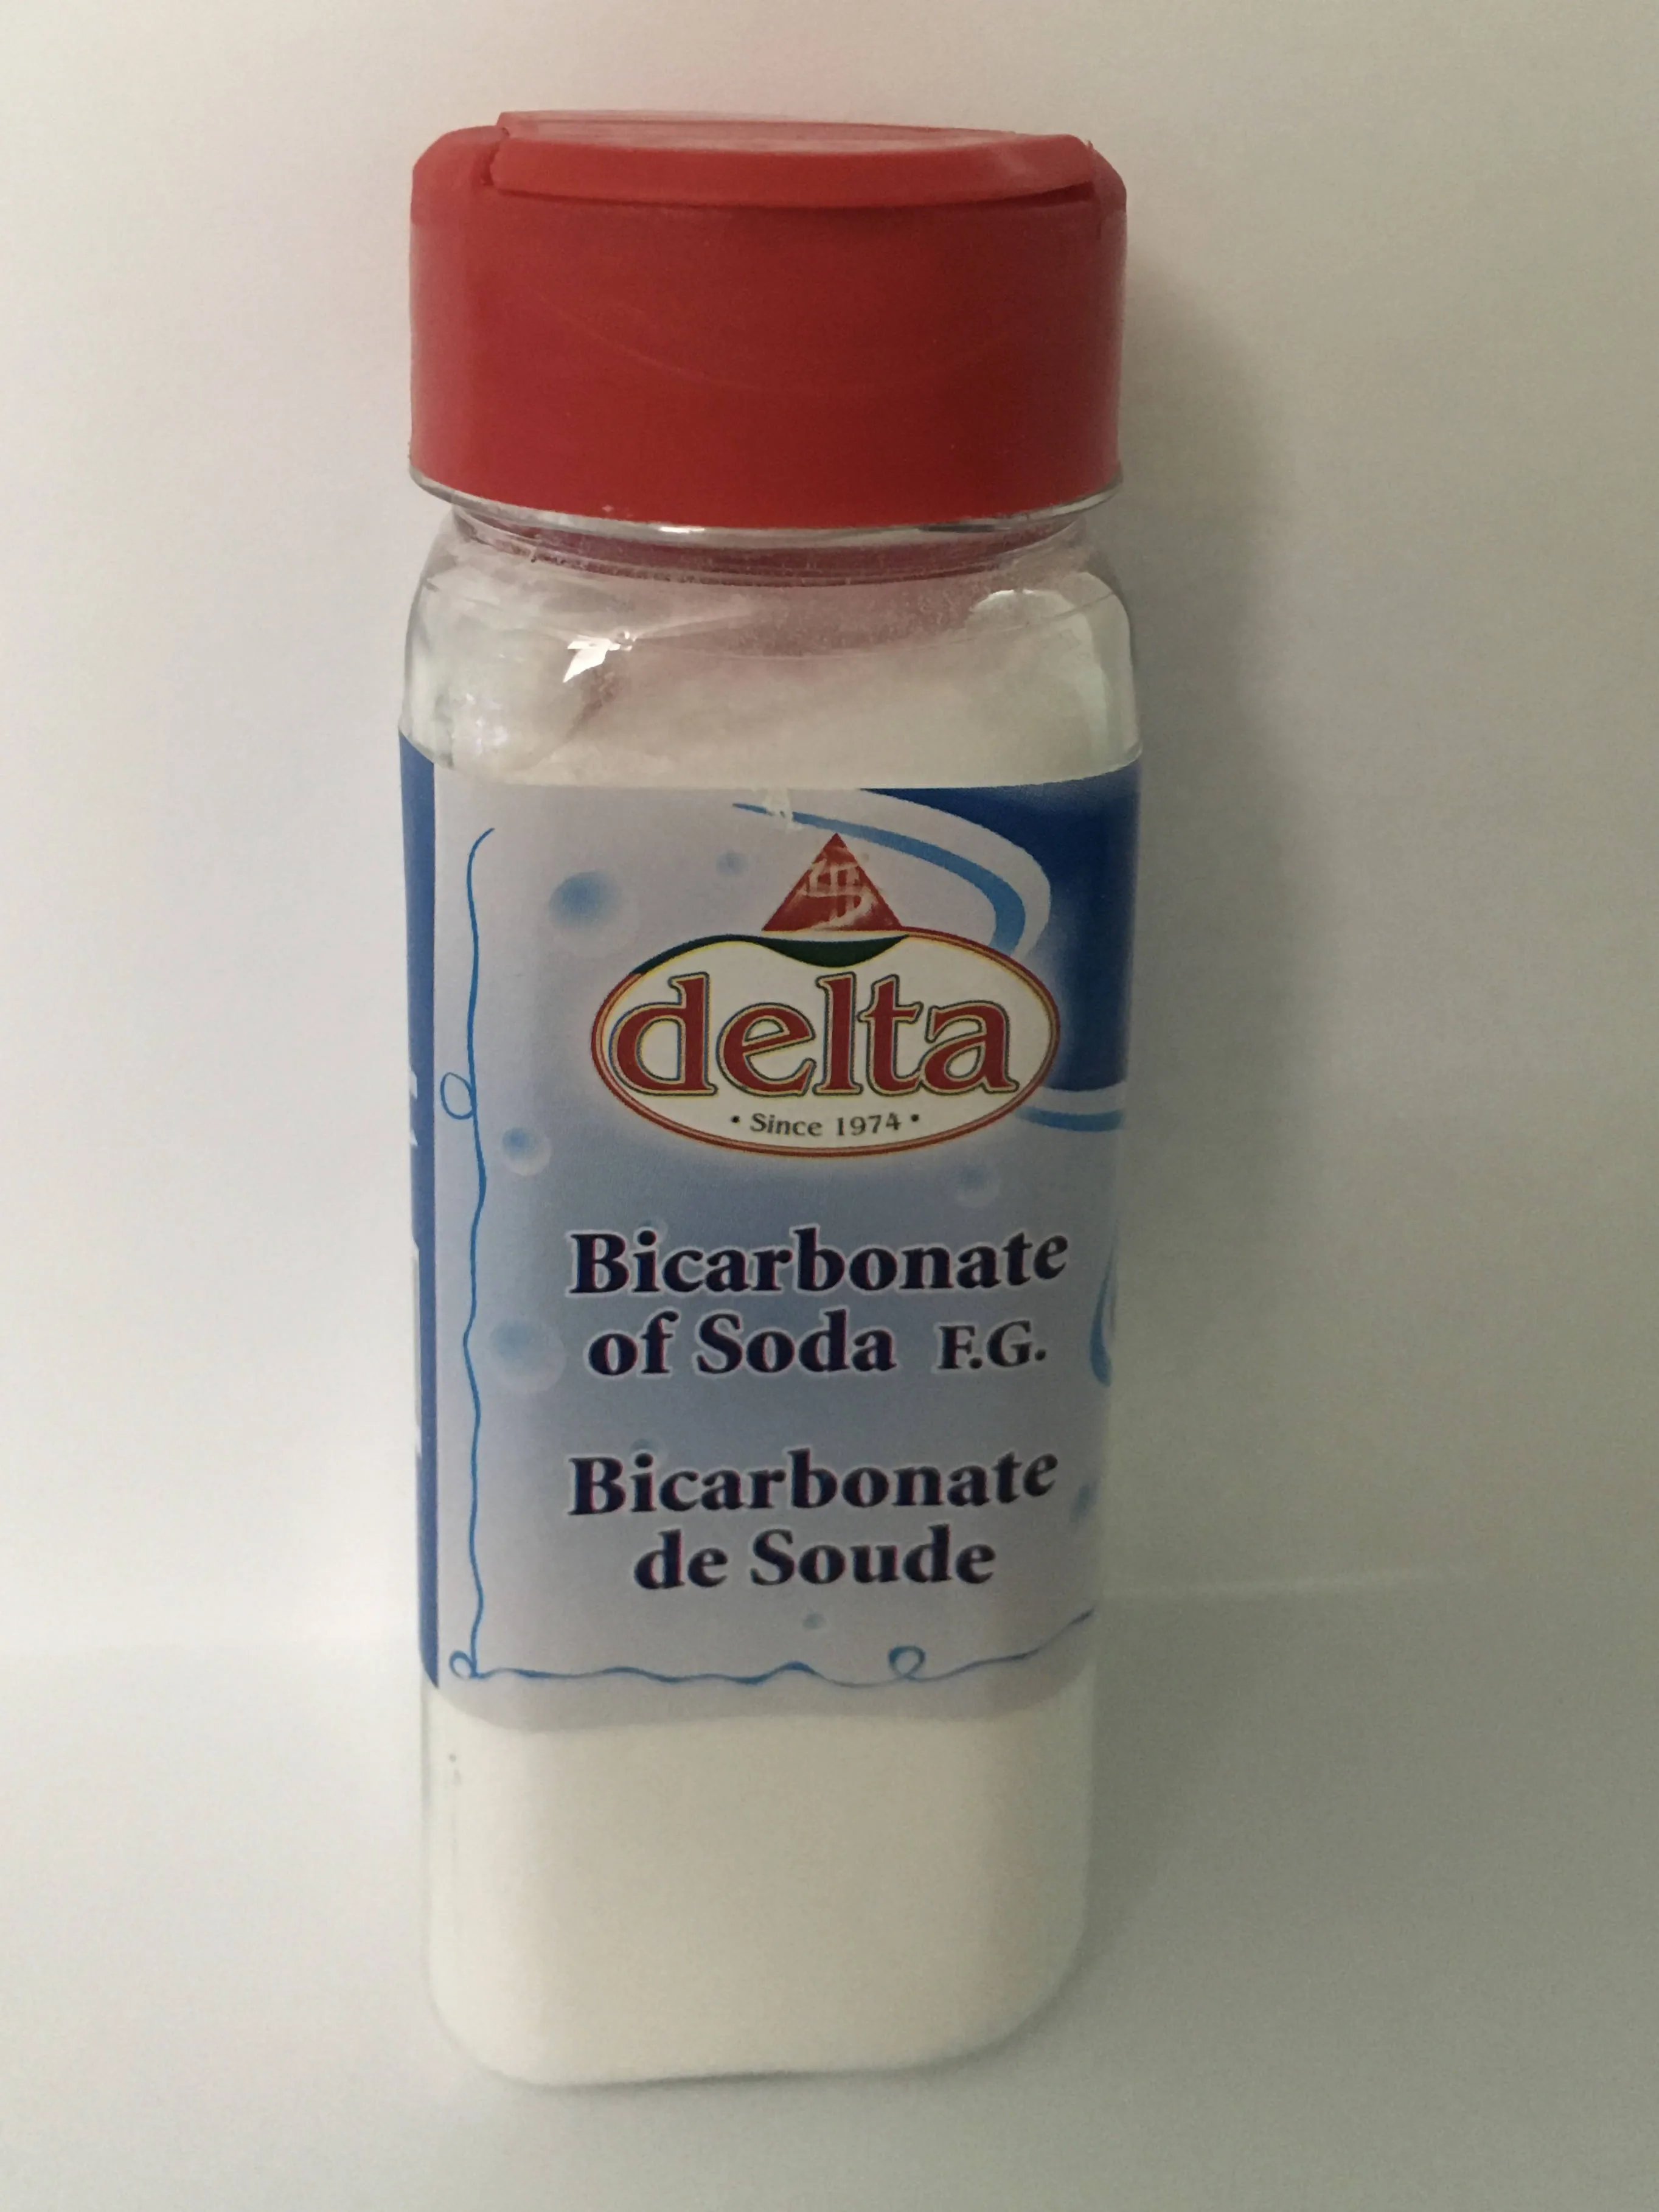 delta
• Since 1974 •
Bicarbonate
of Soda F.G.
Bicarbonate
de Soude